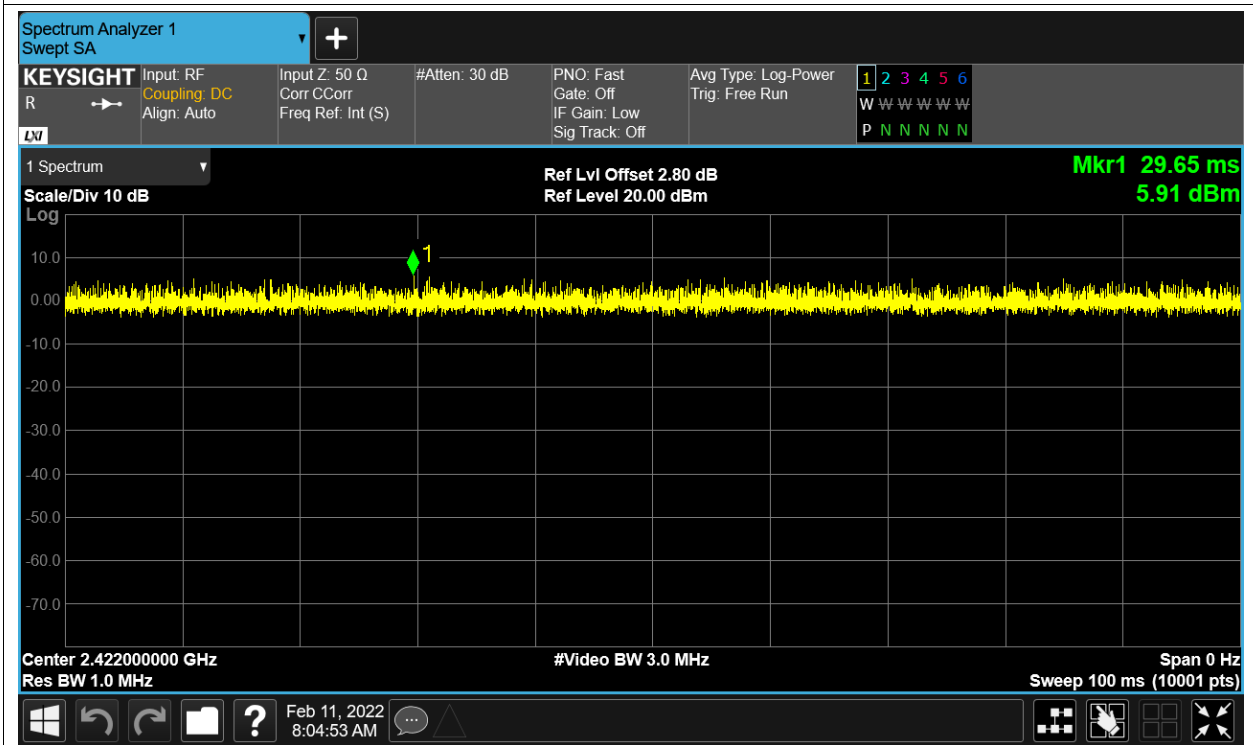 Spectrum Analyzer 1
Swept SA
KEYSIGHT
R
LXI
Input: RF
Coupling: DC
Align: Auto
Input Z: 50 Ω
Corr CCorr
Freq Ref: Int (S)
#Atten: 30 dB
PNO: Fast
Gate: Off
IF Gain: Low
Sig Track: Off
Avg Type: Log-Power
Trig: Free Run
1 2 3 4 5 6
W W W W W W
P N N N N N
1 Spectrum
Scale/Div 10 dB
Ref Lvl Offset 2.80 dB
Ref Level 20.00 dBm
Mkr1 29.65 ms
5.91 dBm
Log
1
10.0
0.00
-10.0
-20.0
-30.0
-40.0
-50.0
-60.0
-70.0
Center 2.422000000 GHz
#Video BW 3.0 MHz
Span 0 Hz
Res BW 1.0 MHz
Sweep 100 ms (10001 pts)
?
Feb 11, 2022
8:04:53 AM